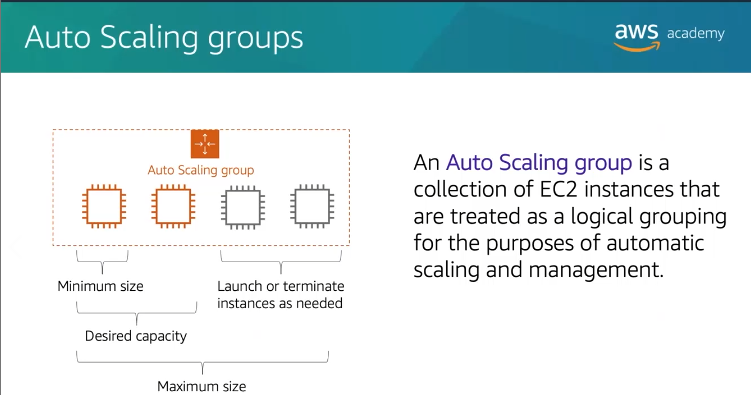 Auto Scaling groups
aws academy
Auto Scaling group
An Auto Scaling group is a
collection of EC2 instances that
are treated as a logical grouping
for the purposes of automatic
scaling and management.
Minimum size
Launch or terminate
instances as needed
Desired capacity
Maximum size